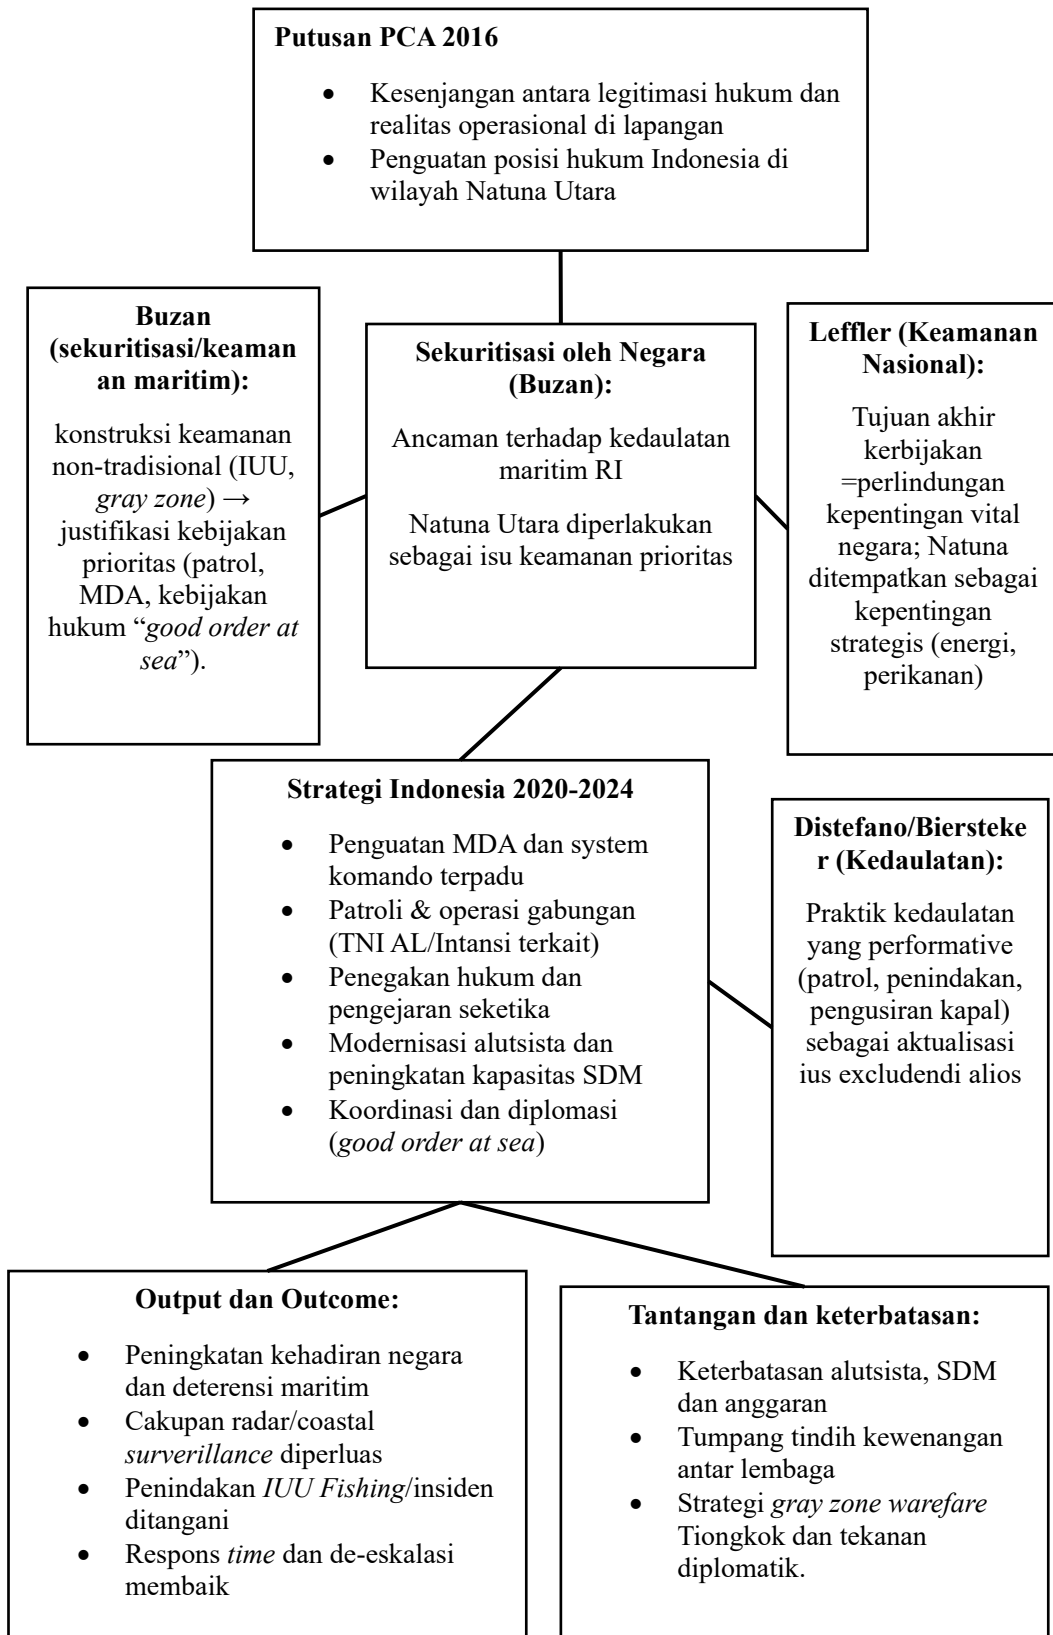 Putusan PCA 2016
• Kesenjangan antara legitimasi hukum dan
realitas operasional di lapangan
• Penguatan posisi hukum Indonesia di
wilayah Natuna Utara
Buzan
(sekuritisasi/keaman
an maritim):
konstruksi keamanan
non-tradisional (IUU,
gray zone) →
justifikasi kebijakan
prioritas (patrol,
MDA, kebijakan
hukum “good order at
sea”).
Sekuritisasi oleh Negara
(Buzan):
Ancaman terhadap kedaulatan
maritim RI
Natuna Utara diperlakukan
sebagai isu keamanan prioritas
Leffler (Keamanan
Nasional):
Tujuan akhir
kerbijakan
=perlindungan
kepentingan vital
negara; Natuna
ditempatkan sebagai
kepentingan
strategis (energi,
perikanan)
Strategi Indonesia 2020-2024
• Penguatan MDA dan system
komando terpadu
• Patroli & operasi gabungan
(TNI AL/Intansi terkait)
• Penegakan hukum dan
pengejaran seketika
• Modernisasi alutsista dan
peningkatan kapasitas SDM
• Koordinasi dan diplomasi
(good order at sea)
Distefano/Biersteke
r (Kedaulatan):
Praktik kedaulatan
yang performative
(patrol, penindakan,
pengusiran kapal)
sebagai aktualisasi
ius excludendi alios
Output dan Outcome:
• Peningkatan kehadiran negara
dan deterensi maritim
• Cakupan radar/coastal
surverillance diperluas
• Penindakan IUU Fishing/insiden
ditangani
• Respons time dan de-eskalasi
membaik
Tantangan dan keterbatasan:
• Keterbatasan alutsista, SDM
dan anggaran
• Tumpang tindih kewenangan
antar lembaga
• Strategi gray zone warefare
Tiongkok dan tekanan
diplomatik.